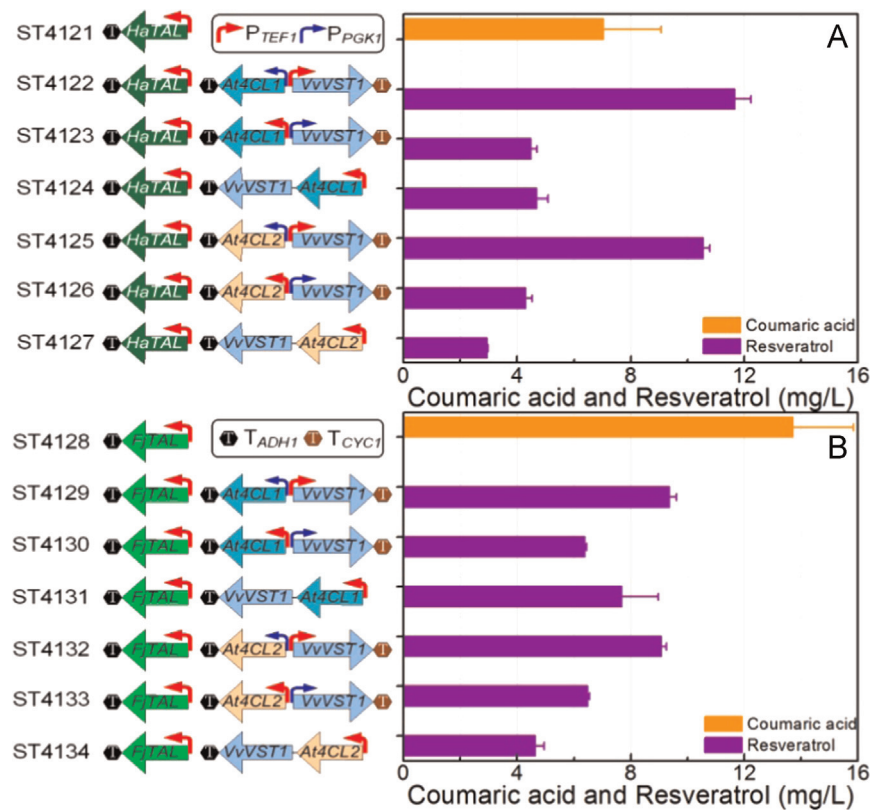 ST4121 T HaTAL P TEF1 P PGK1 A
ST4122 T HaTAL T At4CL1 VvVST1 T
ST4123 T HaTAL T At4CL1 VvVST1 T
ST4124 T HaTAL T VvVST1 At4CL1
ST4125 T HaTAL T At4CL2 VvVST1 T
ST4126 T HaTAL T At4CL2 VvVST1 T
Coumaric acid
ST4127 T HaTAL T VvVST1 At4CL2
Resveratrol
0 4 8 12 16
Coumaric acid and Resveratrol (mg/L)
ST4128 T FjTAL T T ADH1 T T CYC1 B
ST4129 T FjTAL T At4CL1 VvVST1 T
ST4130 T FjTAL T At4CL1 VvVST1 T
ST4131 T FjTAL T VvVST1 At4CL1
ST4132 T FjTAL T At4CL2 VvVST1 T
ST4133 T FjTAL T At4CL2 VvVST1 T
Coumaric acid
ST4134 T FjTAL T VvVST1 At4CL2
Resveratrol
0 4 8 12 16
Coumaric acid and Resveratrol (mg/L)